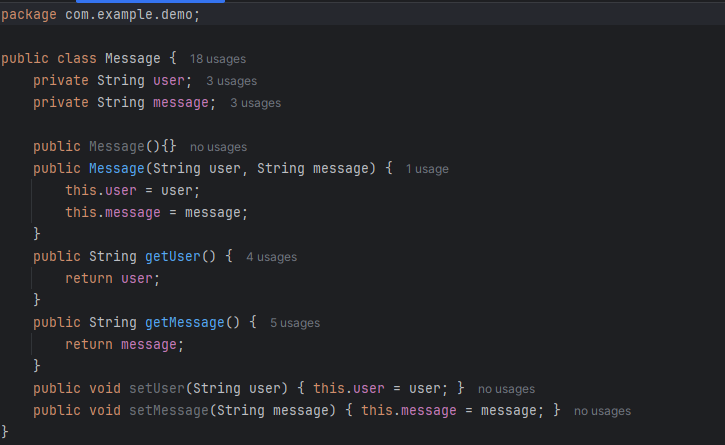 package com.example.demo;
public class Message { 18 usages
private String user; 3 usages
private String message; 3 usages
public Message(){} no usages
public Message(String user, String message) { 1 usage
this.user = user;
this.message = message;
}
public String getUser() { 4 usages
return user;
}
public String getMessage() { 5 usages
return message;
}
public void setUser(String user) { this.user = user; } no usages
public void setMessage(String message) { this.message = message; } no usages
}